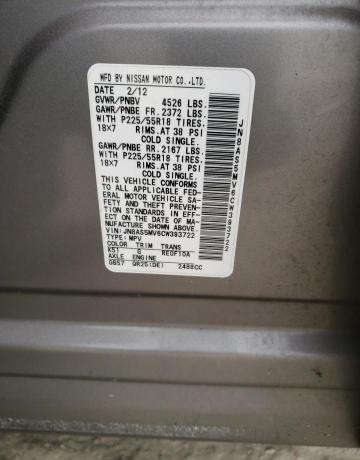 MFD BY NISSAN MOTOR CO.,LTD.
DATE 2/12
GVWR/PNBV 4526 LBS.
GAWR/PNBE FR. 2372 LBS.
WITH P225/55R18 TIRES.
18X7 RIMS. AT 38 PSI
COLD SINGLE.
GAWR/PNBE RR. 2167 LBS.
WITH P225/55R18 TIRES.
18X7 RIMS. AT 38 PSI
COLD SINGLE.
THIS VEHICLE CONFORMS
TO ALL APPLICABLE FED-
ERAL MOTOR VEHICLE SA-
FETY AND THEFT PREVEN-
TION STANDARDS IN EFF-
ECT ON THE DATE OF MA-
NUFACTURE SHOWN ABOVE.
VIN: JN8AS5MV6CW393722
TYPE: MPV
COLOR TRIM TRANS
K51 G RE0F10A
AXLE ENGINE
GB57 QR25(DE) 2488CC
JN8AS5MV6CW393722